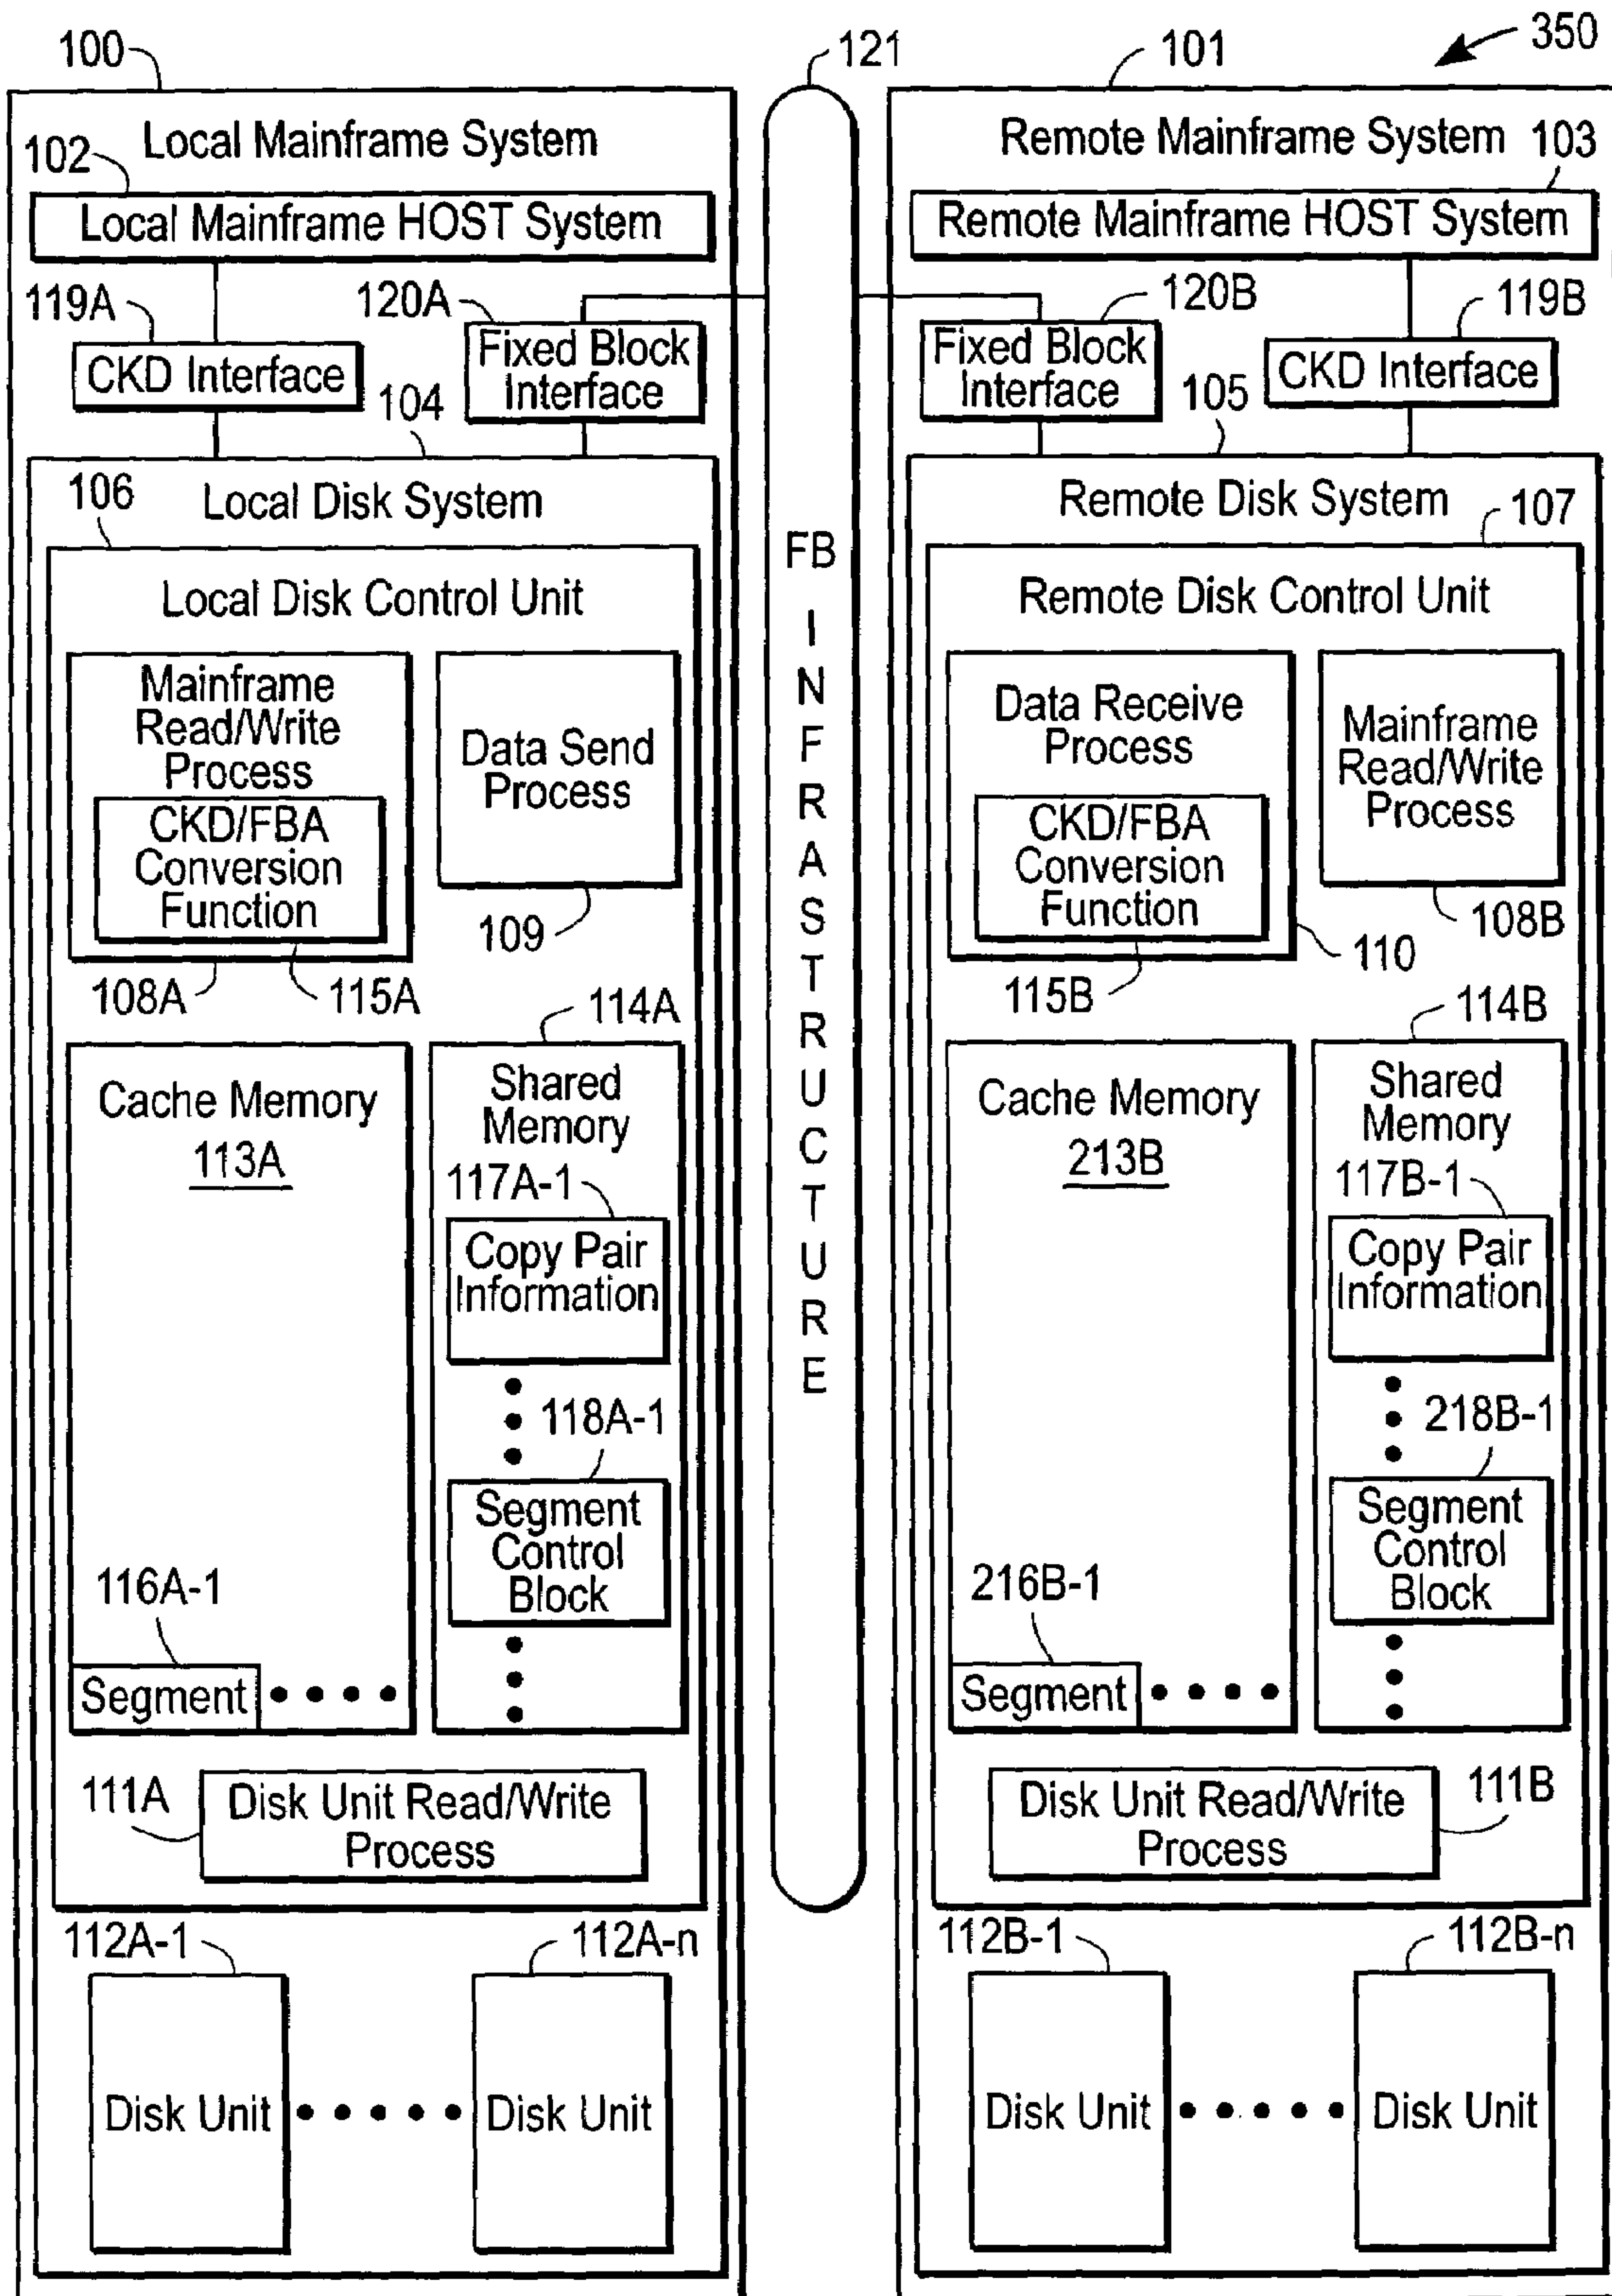 100
121
101
350
Local Mainframe System
Remote Mainframe System
102
103
Local Mainframe HOST System
Remote Mainframe HOST System
119A
120A
120B
119B
CKD Interface
Fixed Block
Interface
Fixed Block
Interface
CKD Interface
104
105
106
Local Disk System
Remote Disk System
107
FB INFRASTRUCTURE
Local Disk Control Unit
Remote Disk Control Unit
Mainframe
Read/Write
Process
CKD/FBA
Conversion
Function
Data Send
Process
Data Receive
Process
CKD/FBA
Conversion
Function
Mainframe
Read/Write
Process
109
108B
110
108A
115A
115B
114A
114B
Cache Memory
113A
Shared
Memory
117A-1
Copy Pair
Information
118A-1
Segment
Control
Block
116A-1
Segment
Cache Memory
213B
Shared
Memory
117B-1
Copy Pair
Information
218B-1
Segment
Control
Block
216B-1
Segment
111A
Disk Unit Read/Write
Process
Disk Unit Read/Write
Process
111B
112A-1
112A-n
112B-1
112B-n
Disk Unit
Disk Unit
Disk Unit
Disk Unit